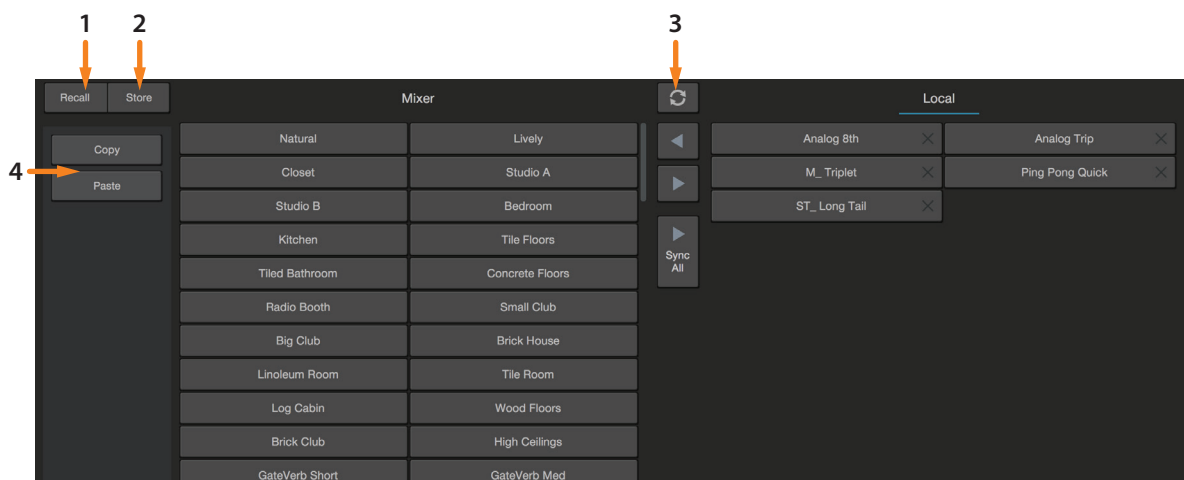 1 2 3
Recall Store Mixer Local
Copy
Paste
4
Natural Lively
Closet Studio A
Studio B Bedroom
Kitchen Tile Floors
Tiled Bathroom Concrete Floors
Radio Booth Small Club
Big Club Brick House
Linoleum Room Tile Room
Log Cabin Wood Floors
Brick Club High Ceilings
GateVerb Short GateVerb Med
Sync
All
Analog 8th Analog Trip
M_ Triplet Ping Pong Quick
ST_ Long Tail